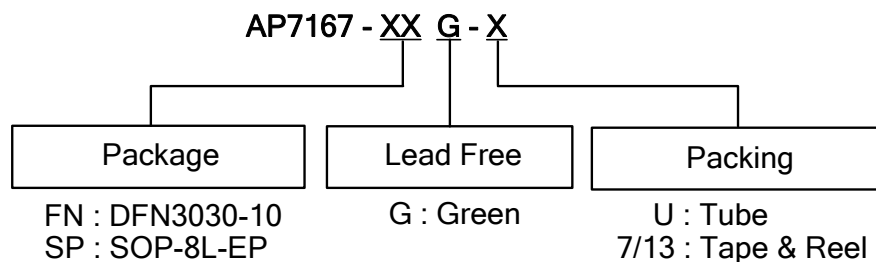 AP7167 - XX G - X
Package
Lead Free
Packing
FN : DFN3030-10
SP : SOP-8L-EP
G : Green
U : Tube
7/13 : Tape & Reel